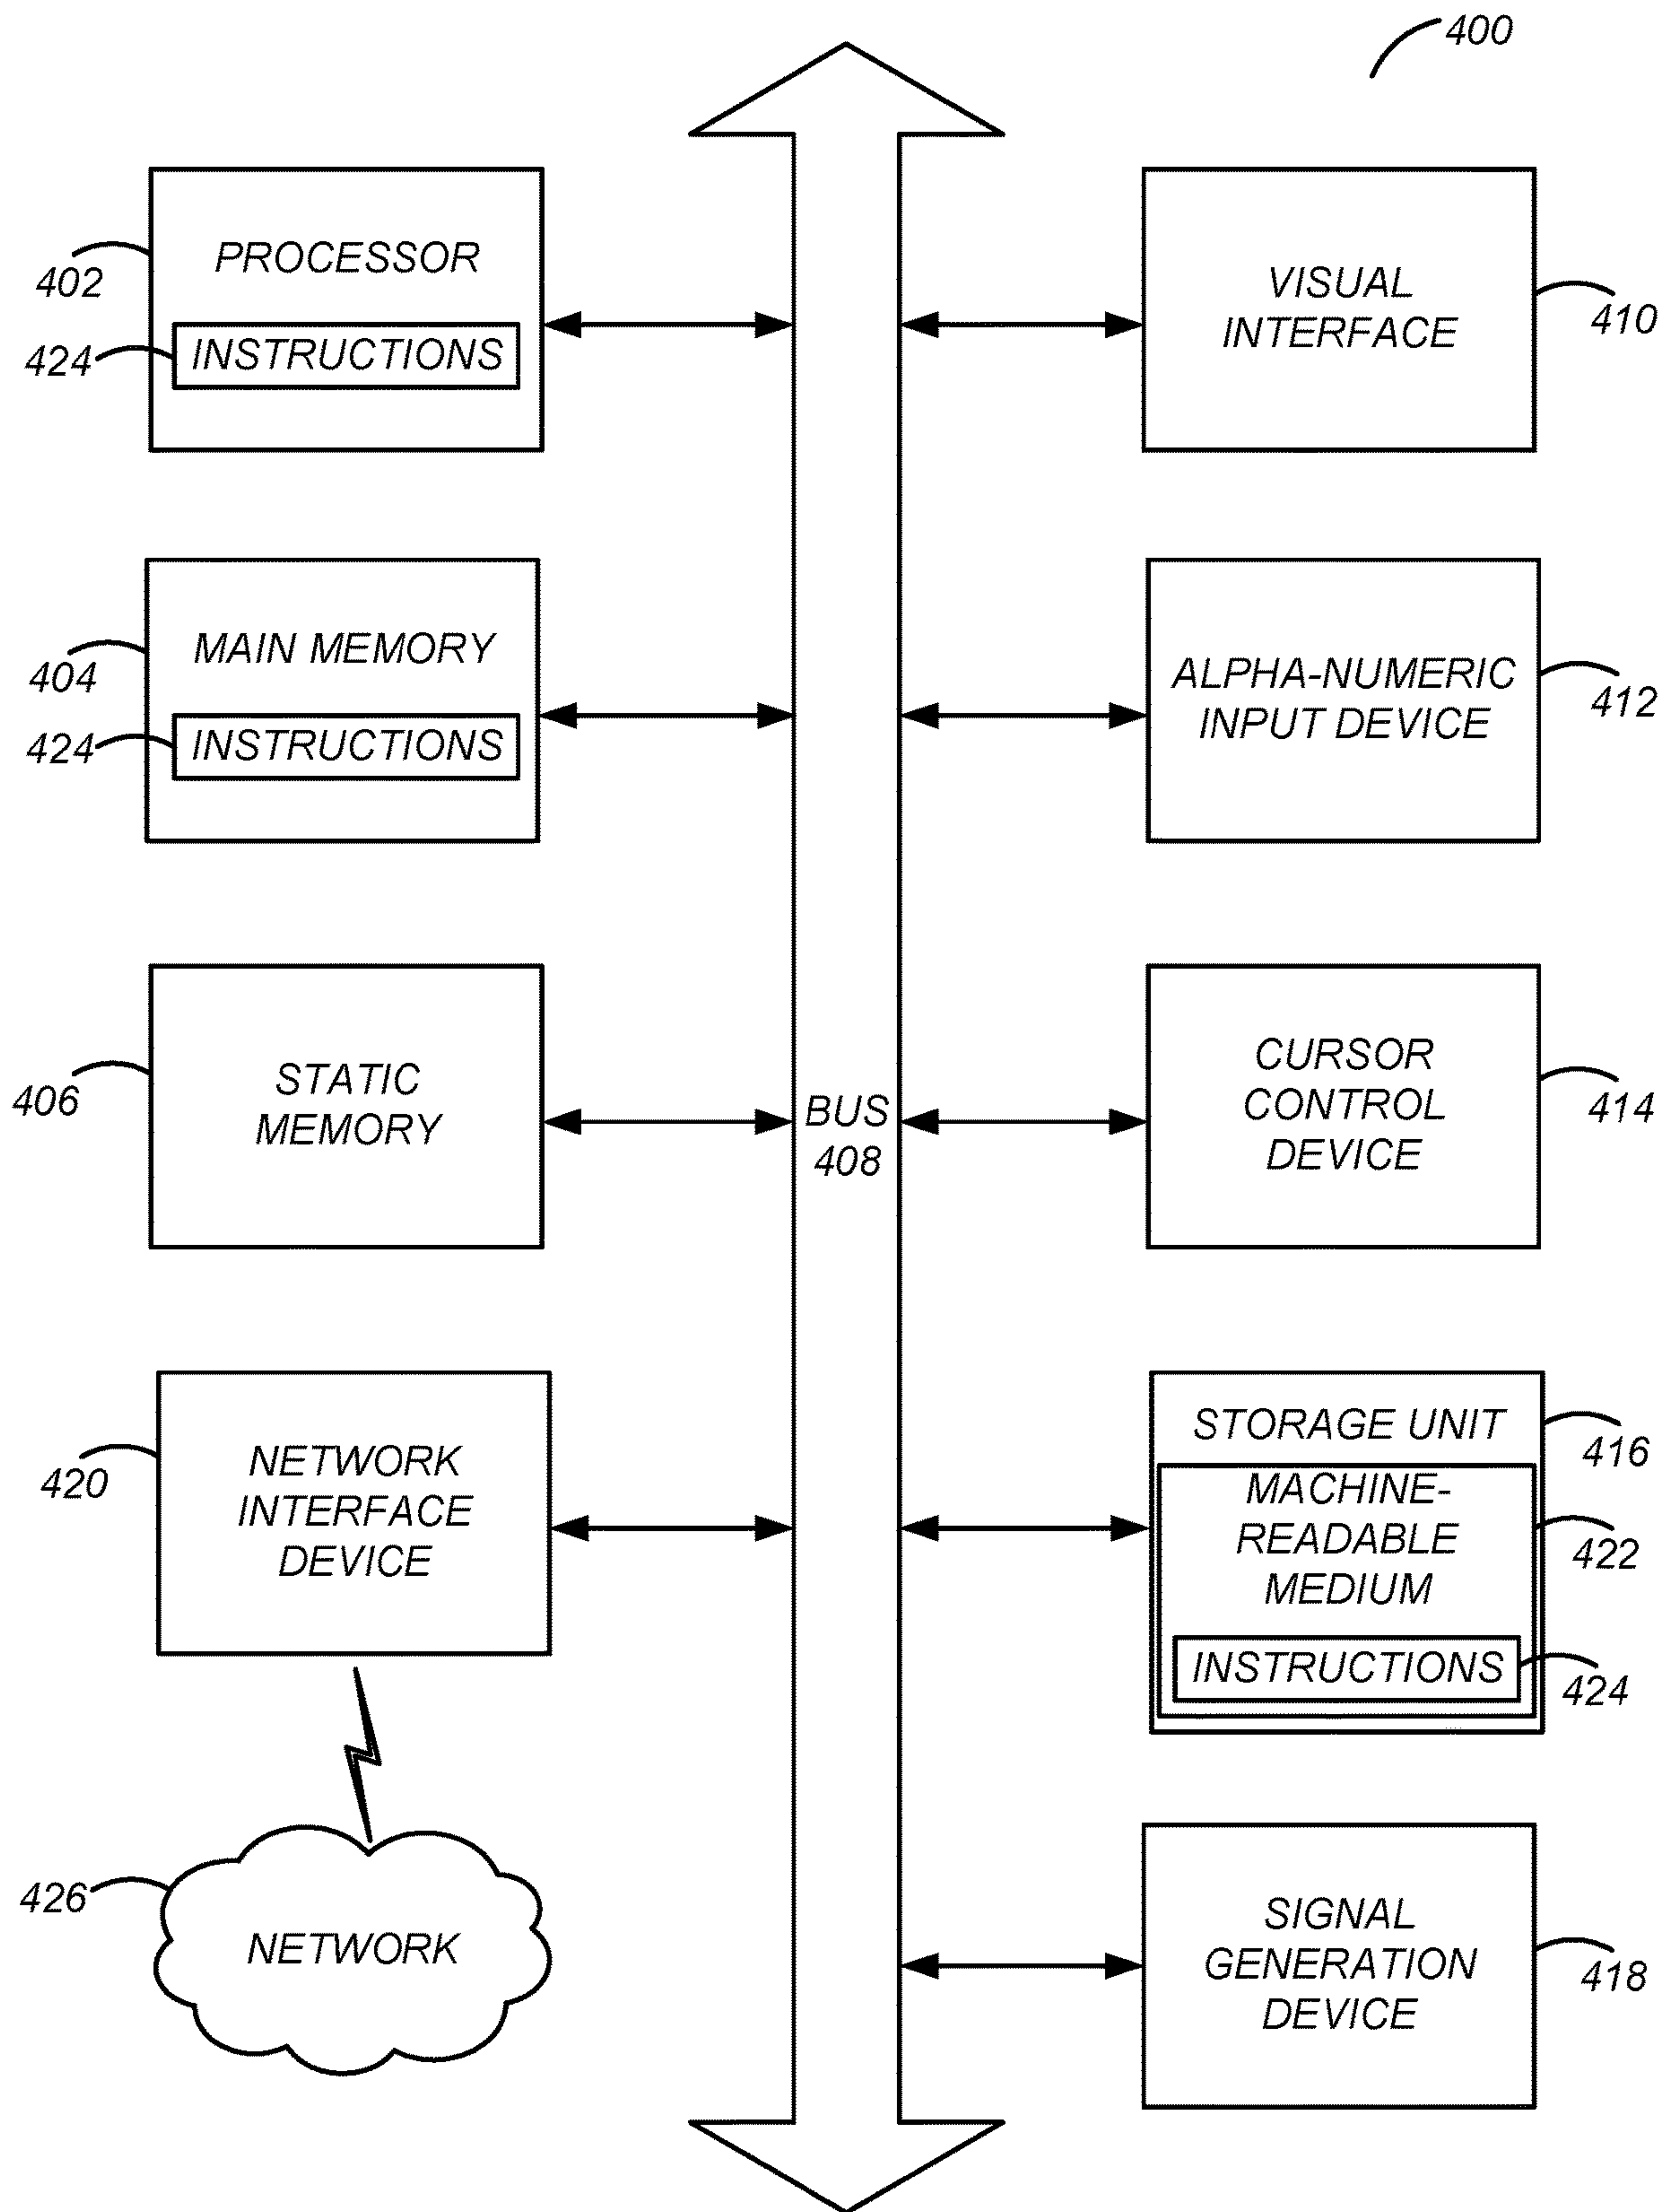 400
PROCESSOR
402
INSTRUCTIONS
424
MAIN MEMORY
404
INSTRUCTIONS
424
STATIC
MEMORY
406
NETWORK
INTERFACE
DEVICE
420
NETWORK
426
BUS
408
VISUAL
INTERFACE
410
ALPHA-NUMERIC
INPUT DEVICE
412
CURSOR
CONTROL
DEVICE
414
STORAGE UNIT
416
MACHINE-
READABLE
MEDIUM
422
INSTRUCTIONS
424
SIGNAL
GENERATION
DEVICE
418